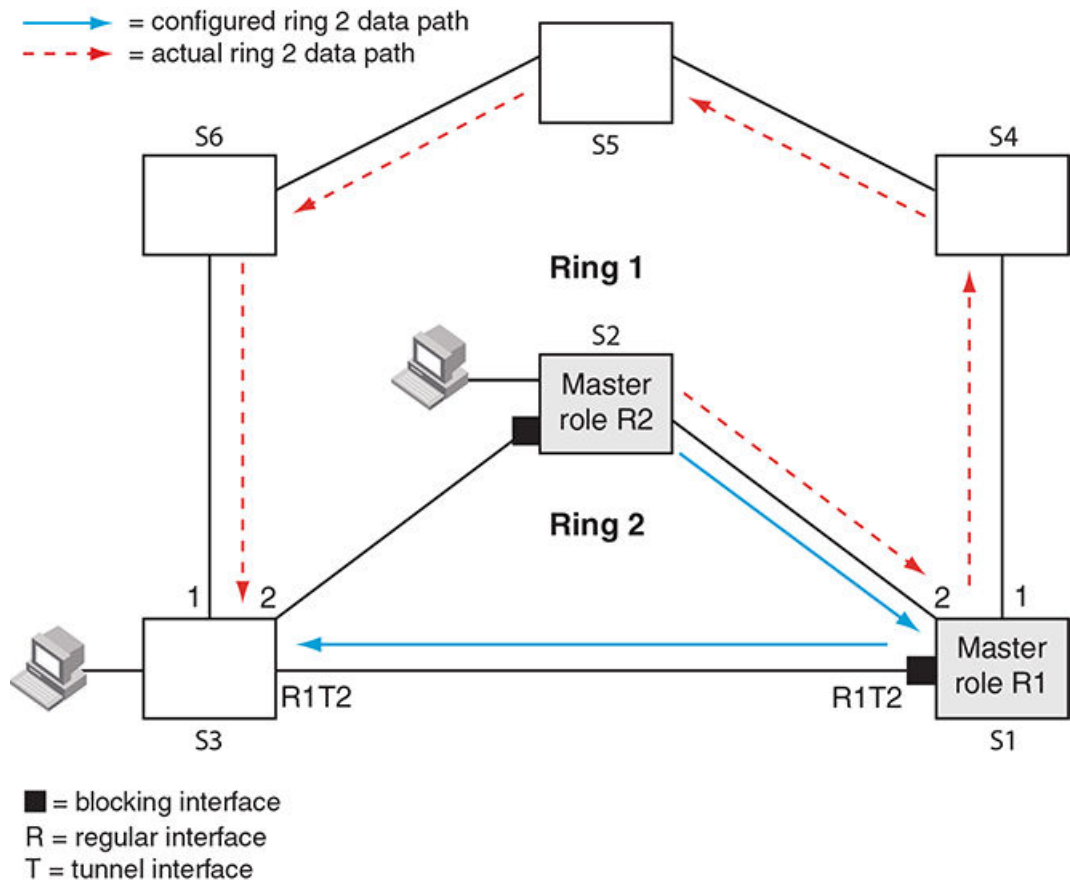 = configured ring 2 data path
= actual ring 2 data path
S6
S5
S4
Ring 1
S2
Master
role R2
Ring 2
1
2
2
1
Master
role R1
R1T2
R1T2
S3
S1
= blocking interface
R = regular interface
T = tunnel interface